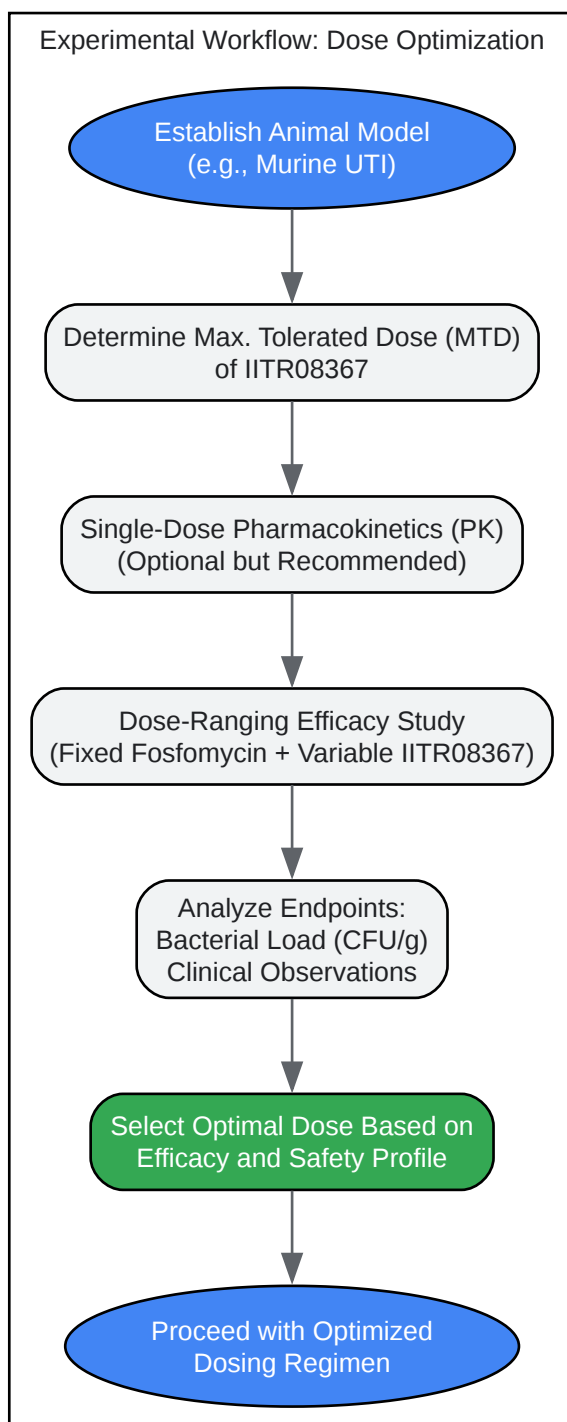 Experimental Workflow: Dose Optimization
Establish Animal Model
(e.g., Murine UTI)
Determine Max. Tolerated Dose (MTD)
of IITR08367
Single-Dose Pharmacokinetics (PK)
(Optional but Recommended)
Dose-Ranging Efficacy Study
(Fixed Fosfomycin + Variable IITR08367)
Analyze Endpoints:
Bacterial Load (CFU/g)
Clinical Observations
Select Optimal Dose Based on
Efficacy and Safety Profile
Proceed with Optimized
Dosing Regimen